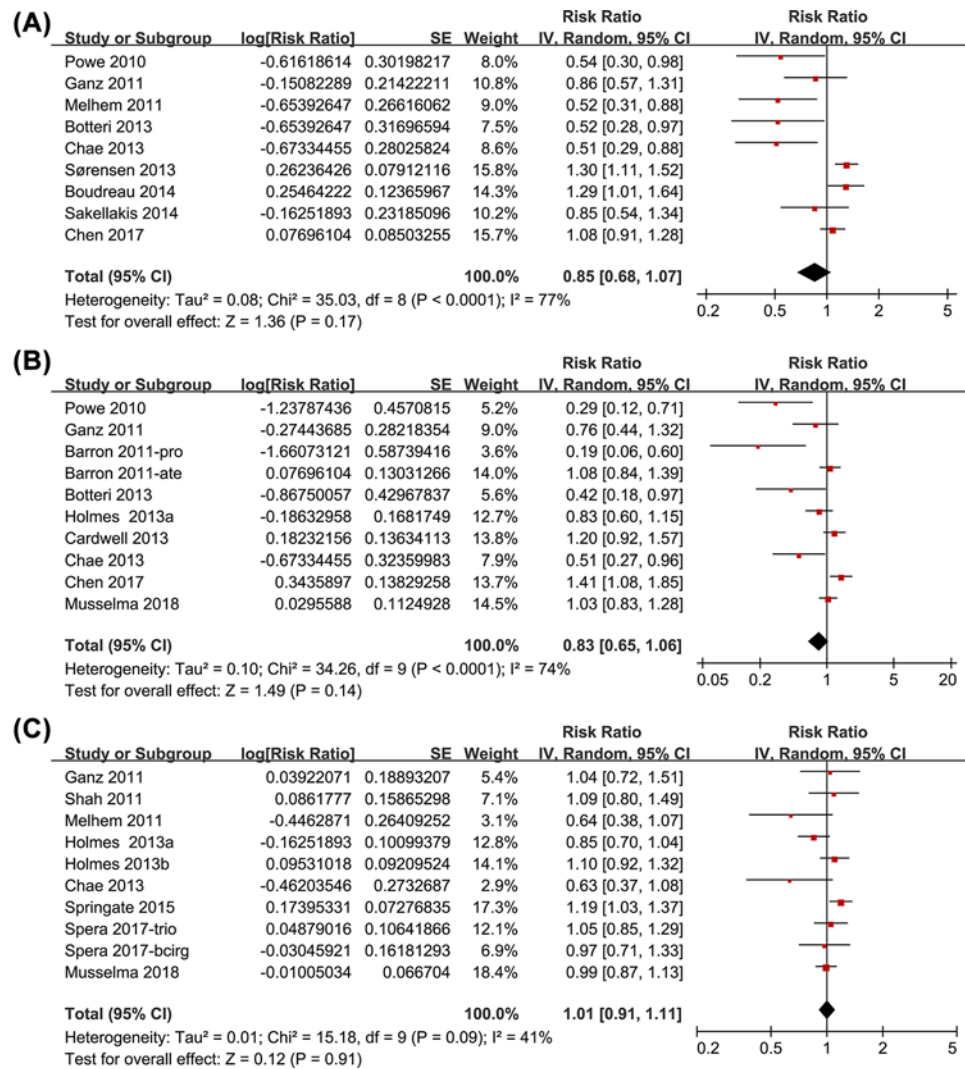 (A)
Risk Ratio Risk Ratio
Study or Subgroup log[Risk Ratio] SE Weight IV, Random, 95% CI IV, Random, 95% CI
Powe 2010 -0.61618614 0.30198217 8.0% 0.54 [0.30, 0.98]
Ganz 2011 -0.15082289 0.21422211 10.8% 0.86 [0.57, 1.31]
Melhem 2011 -0.65392647 0.26616062 9.0% 0.52 [0.31, 0.88]
Botteri 2013 -0.65392647 0.31696594 7.5% 0.52 [0.28, 0.97]
Chae 2013 -0.67334455 0.28025824 8.6% 0.51 [0.29, 0.88]
Sørensen 2013 0.26236426 0.07912116 15.8% 1.30 [1.11, 1.52]
Boudreau 2014 0.25464222 0.12365967 14.3% 1.29 [1.01, 1.64]
Sakellakis 2014 -0.16251893 0.23185096 10.2% 0.85 [0.54, 1.34]
Chen 2017 0.07696104 0.08503255 15.7% 1.08 [0.91, 1.28]
Total (95% CI) 100.0% 0.85 [0.68, 1.07]
Heterogeneity: Tau² = 0.08; Chi² = 35.03, df = 8 (P < 0.0001); I² = 77%
Test for overall effect: Z = 1.36 (P = 0.17)
0.2 0.5 1 2 5
(B)
Risk Ratio Risk Ratio
Study or Subgroup log[Risk Ratio] SE Weight IV, Random, 95% CI IV, Random, 95% CI
Powe 2010 -1.23787436 0.4570815 5.2% 0.29 [0.12, 0.71]
Ganz 2011 -0.27443685 0.28218354 9.0% 0.76 [0.44, 1.32]
Barron 2011-pro -1.66073121 0.58739416 3.6% 0.19 [0.06, 0.60]
Barron 2011-ate 0.07696104 0.13031266 14.0% 1.08 [0.84, 1.39]
Botteri 2013 -0.86750057 0.42967837 5.6% 0.42 [0.18, 0.97]
Holmes 2013a -0.18632958 0.1681749 12.7% 0.83 [0.60, 1.15]
Cardwell 2013 0.18232156 0.13634113 13.8% 1.20 [0.92, 1.57]
Chae 2013 -0.67334455 0.32359983 7.9% 0.51 [0.27, 0.96]
Chen 2017 0.3435897 0.13829258 13.7% 1.41 [1.08, 1.85]
Musselma 2018 0.0295588 0.1124928 14.5% 1.03 [0.83, 1.28]
Total (95% CI) 100.0% 0.83 [0.65, 1.06]
Heterogeneity: Tau² = 0.10; Chi² = 34.26, df = 9 (P < 0.0001); I² = 74%
Test for overall effect: Z = 1.49 (P = 0.14)
0.05 0.2 1 5 20
(C)
Risk Ratio Risk Ratio
Study or Subgroup log[Risk Ratio] SE Weight IV, Random, 95% CI IV, Random, 95% CI
Ganz 2011 0.03922071 0.18893207 5.4% 1.04 [0.72, 1.51]
Shah 2011 0.0861777 0.15865298 7.1% 1.09 [0.80, 1.49]
Melhem 2011 -0.4462871 0.26409252 3.1% 0.64 [0.38, 1.07]
Holmes 2013a -0.16251893 0.10099379 12.8% 0.85 [0.70, 1.04]
Holmes 2013b 0.09531018 0.09209524 14.1% 1.10 [0.92, 1.32]
Chae 2013 -0.46203546 0.2732687 2.9% 0.63 [0.37, 1.08]
Springate 2015 0.17395331 0.07276835 17.3% 1.19 [1.03, 1.37]
Spera 2017-trio 0.04879016 0.10641866 12.1% 1.05 [0.85, 1.29]
Spera 2017-bcirg -0.03045921 0.16181293 6.9% 0.97 [0.71, 1.33]
Musselma 2018 -0.01005034 0.066704 18.4% 0.99 [0.87, 1.13]
Total (95% CI) 100.0% 1.01 [0.91, 1.11]
Heterogeneity: Tau² = 0.01; Chi² = 15.18, df = 9 (P = 0.09); I² = 41%
Test for overall effect: Z = 0.12 (P = 0.91)
0.2 0.5 1 2 5